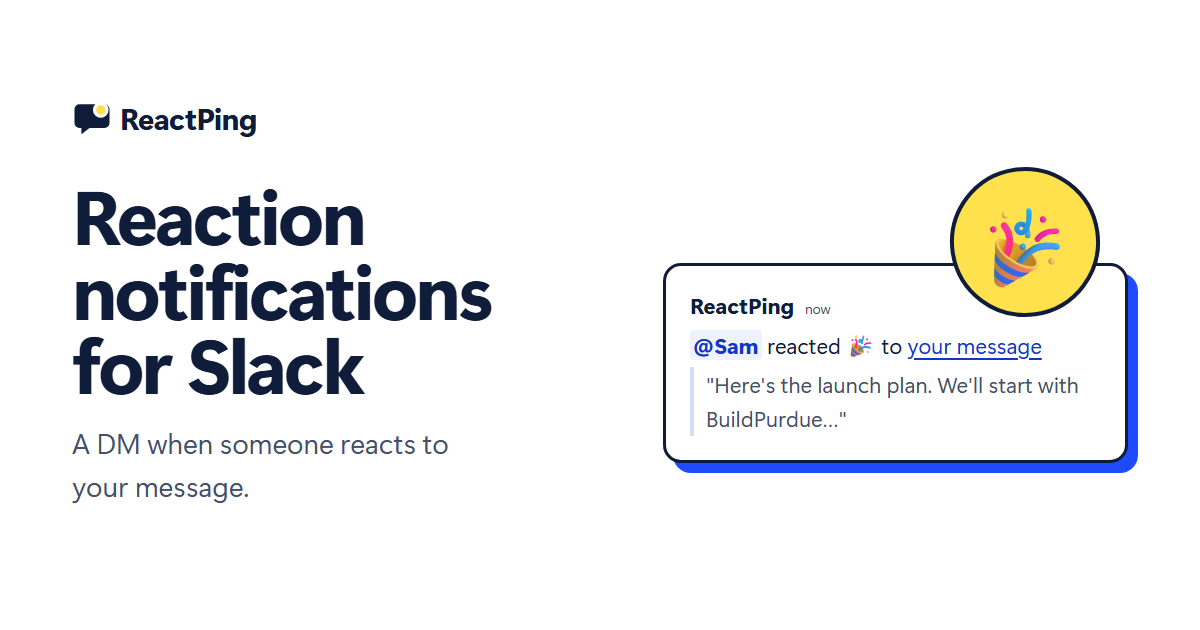 ReactPing
Reaction
notifications
for Slack
A DM when someone reacts to
your message.
ReactPing now
@Sam reacted 🎉 to your message
"Here's the launch plan. We'll start with
BuildPurdue..."